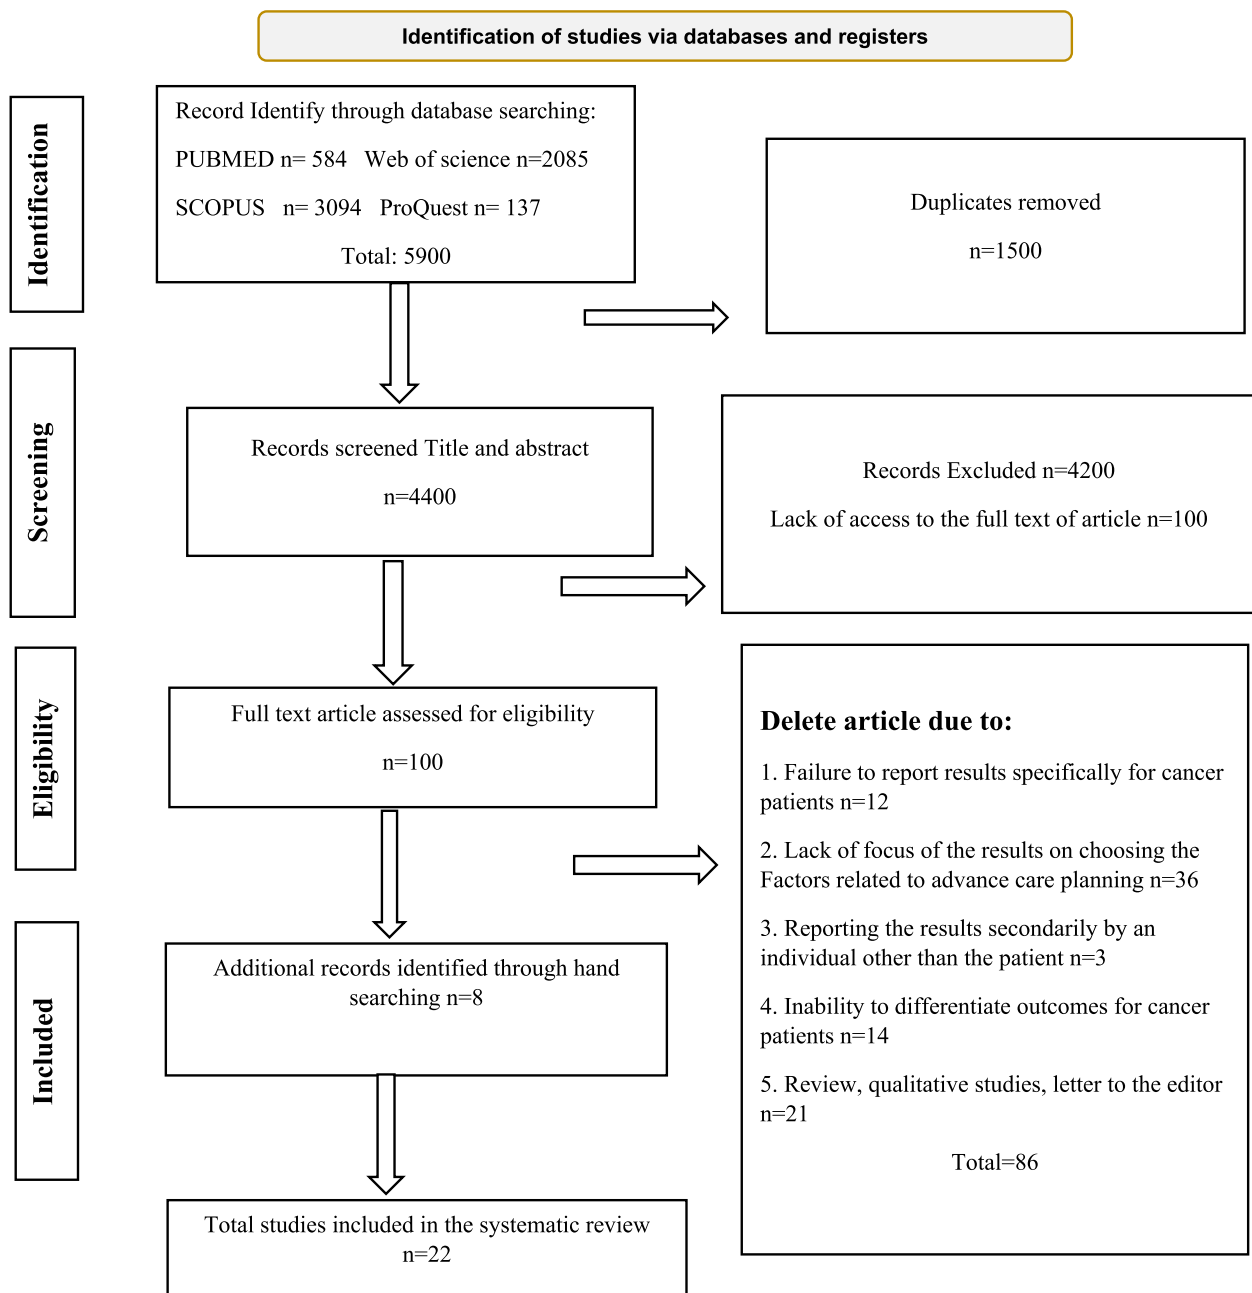 Identification of studies via databases and registers
Identification
Record Identify through database searching:
PUBMED n= 584 Web of science n=2085
SCOPUS n= 3094 ProQuest n= 137
Total: 5900
Duplicates removed
n=1500
Screening
Records screened Title and abstract
n=4400
Records Excluded n=4200
Lack of access to the full text of article n=100
Eligibility
Full text article assessed for eligibility
n=100
Delete article due to:
1. Failure to report results specifically for cancer
patients n=12
2. Lack of focus of the results on choosing the
Factors related to advance care planning n=36
3. Reporting the results secondarily by an
individual other than the patient n=3
4. Inability to differentiate outcomes for cancer
patients n=14
5. Review, qualitative studies, letter to the editor
n=21
Total=86
Included
Additional records identified through hand
searching n=8
Total studies included in the systematic review
n=22